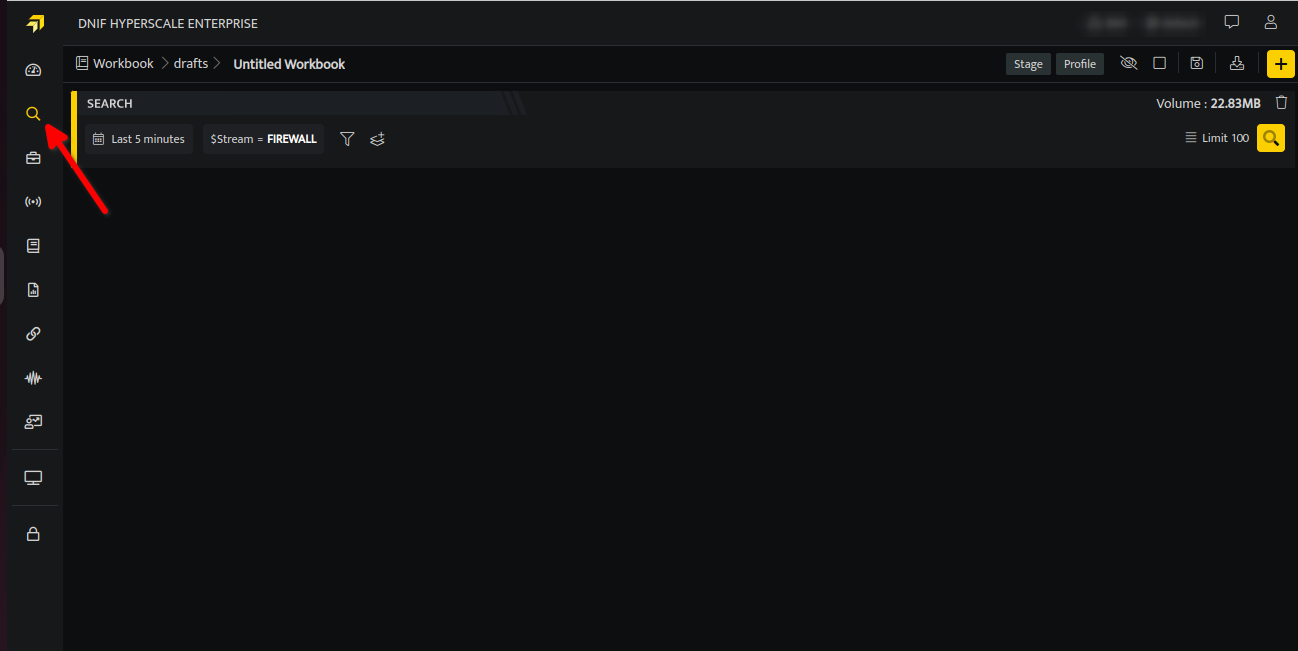 DNIF HYPERSCALE ENTERPRISE
Workbook drafts Untitled Workbook
Stage Profile
SEARCH
Volume : 22.83MB
Last 5 minutes $Stream = FIREWALL
Limit 100